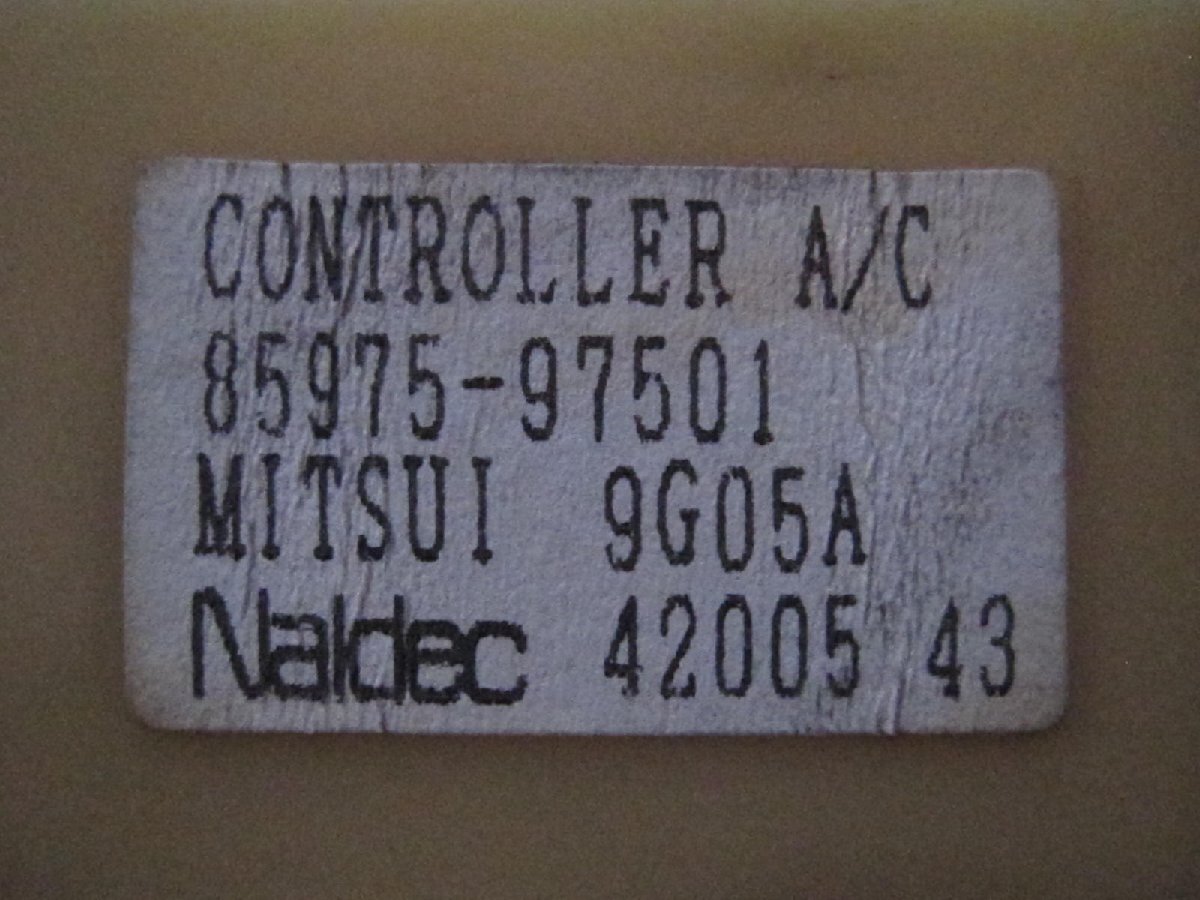 CONTROLLER A/C
85975-97501
MITSUI 9G05A
Naldec 42005 43